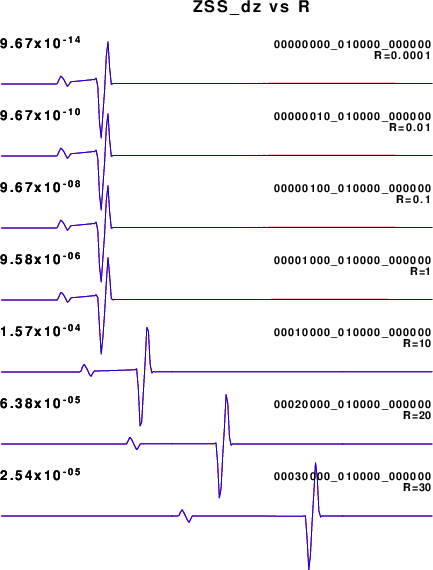 ZSS_dz vs R
9.67x10-14 00000000_010000_000000
R=0.0001
9.67x10-10 00000010_010000_000000
R=0.01
9.67x10-08 00000100_010000_000000
R=0.1
9.58x10-06 00001000_010000_000000
R=1
1.57x10-04 00010000_010000_000000
R=10
6.38x10-05 00020000_010000_000000
R=20
2.54x10-05 00030000_010000_000000
R=30